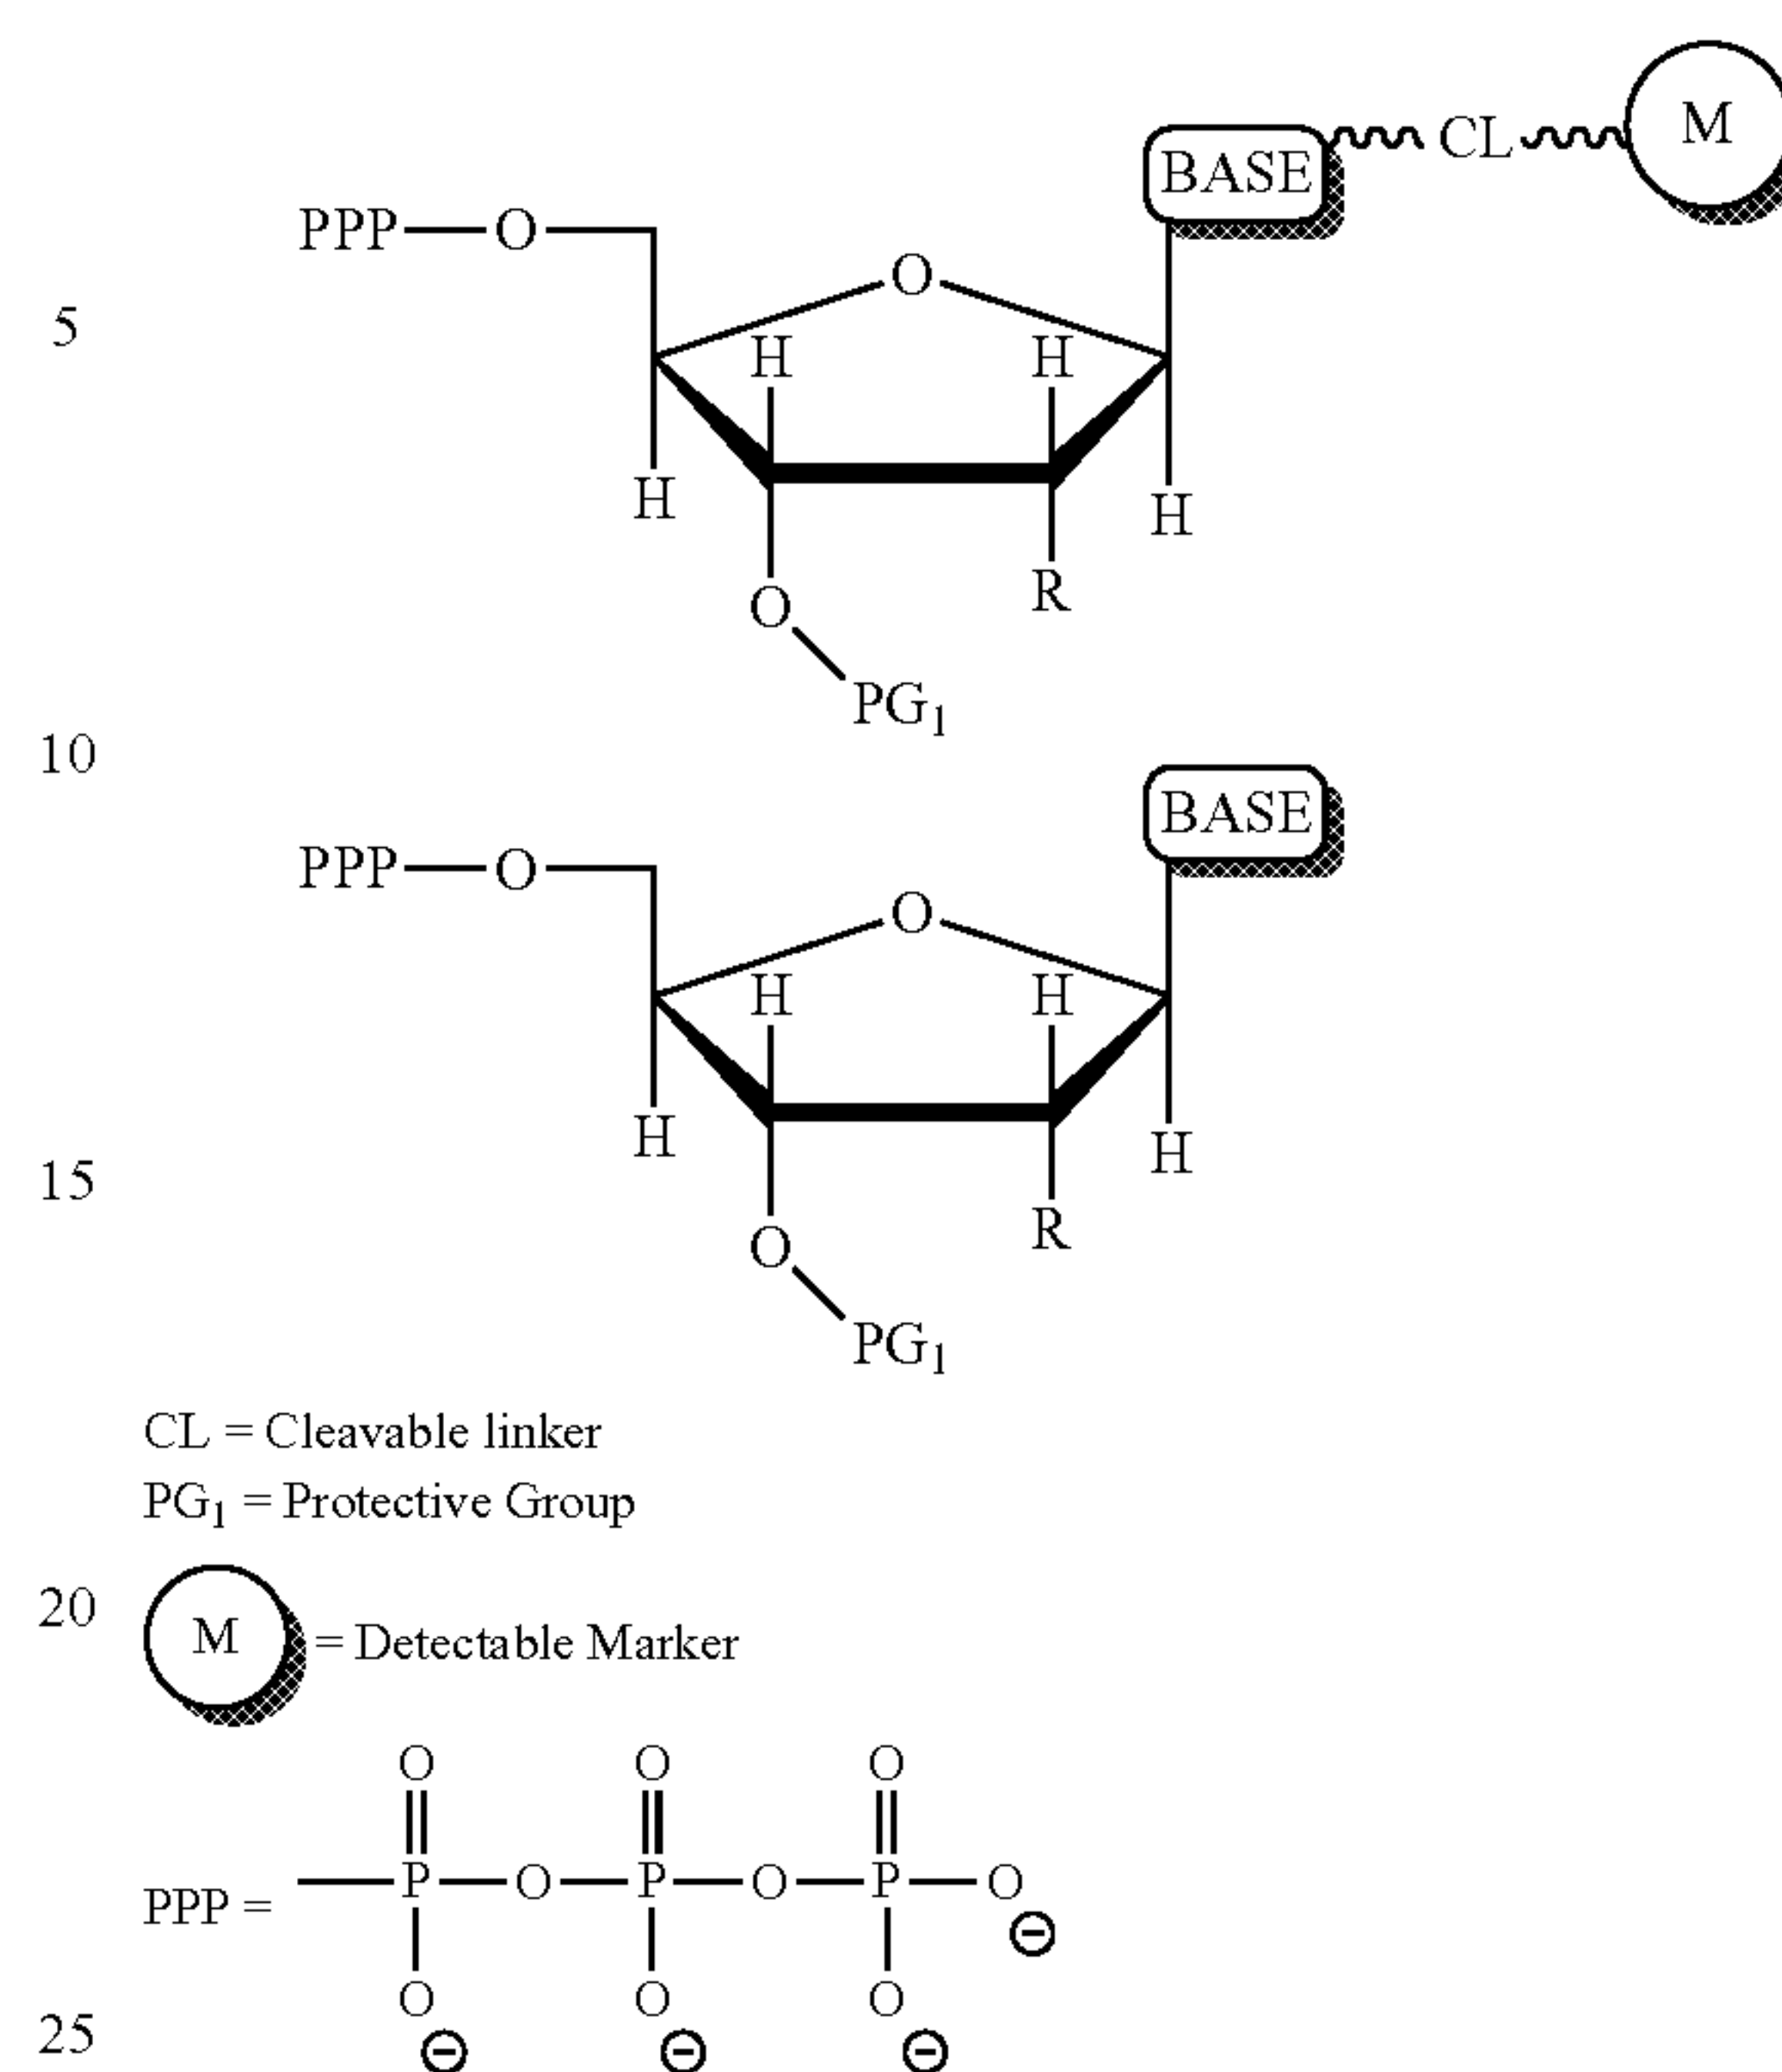 M
BASE CL
PPP O
O
5
H H
H H
O R
PG1
10
BASE
PPP O
O
H H
H H
15
O R
PG1
CL = Cleavable linker
PG1 = Protective Group
20
M = Detectable Marker
O O O
PPP = P O P O P O
⊖
O O O
25
⊖ ⊖ ⊖